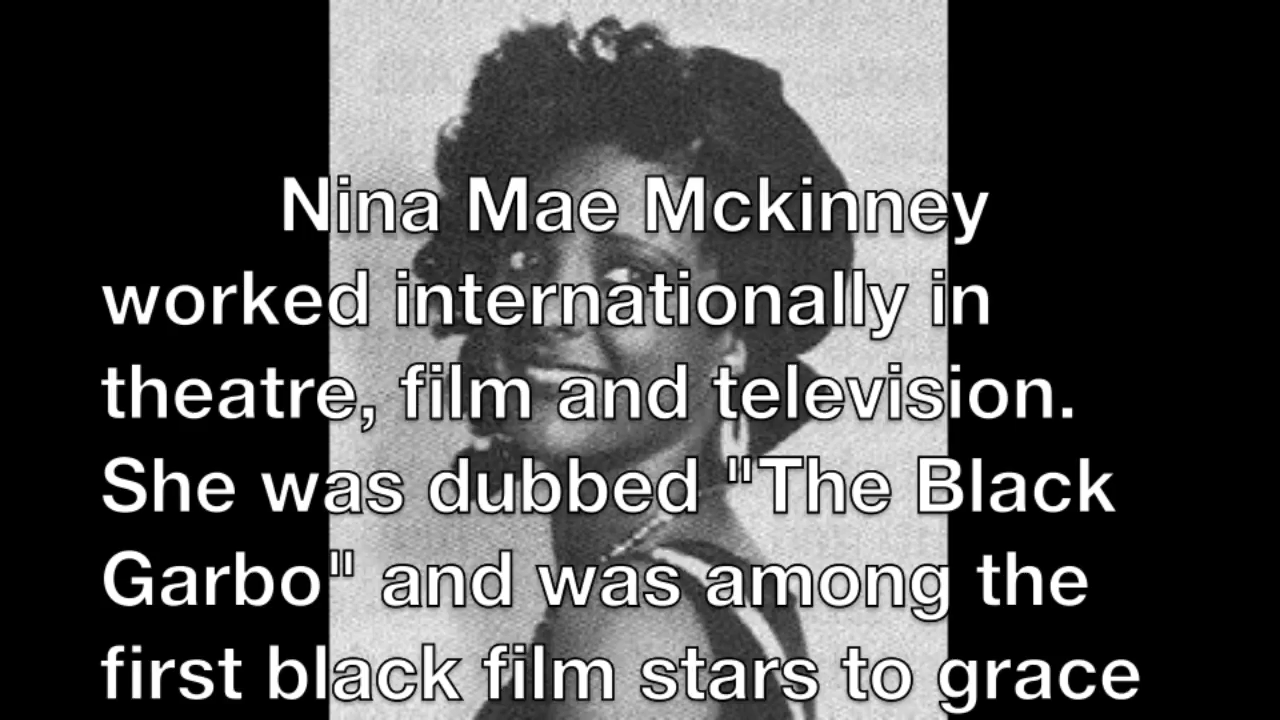 Nina Mae Mckinney
worked internationally in
theatre, film and television.
She was dubbed "The Black
Garbo" and was among the
first black film stars to grace